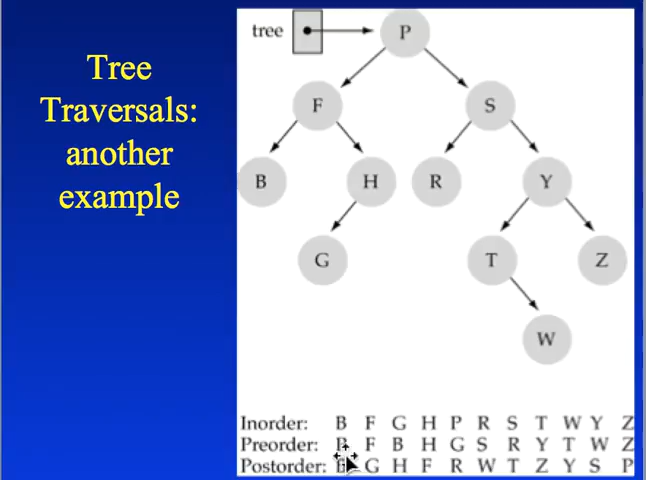 Tree
Traversals:
another
example
tree
P
F S
B H R Y
G T Z
W
Inorder: B F G H P R S T W Y Z
Preorder: F B H G S R Y T W Z
Postorder: G H F R W T Z Y S P